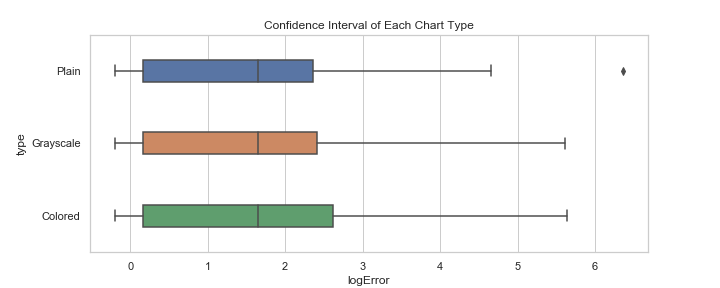 Confidence Interval of Each Chart Type
Plain
Grayscale
Colored
type
0 1 2 3 4 5 6
logError